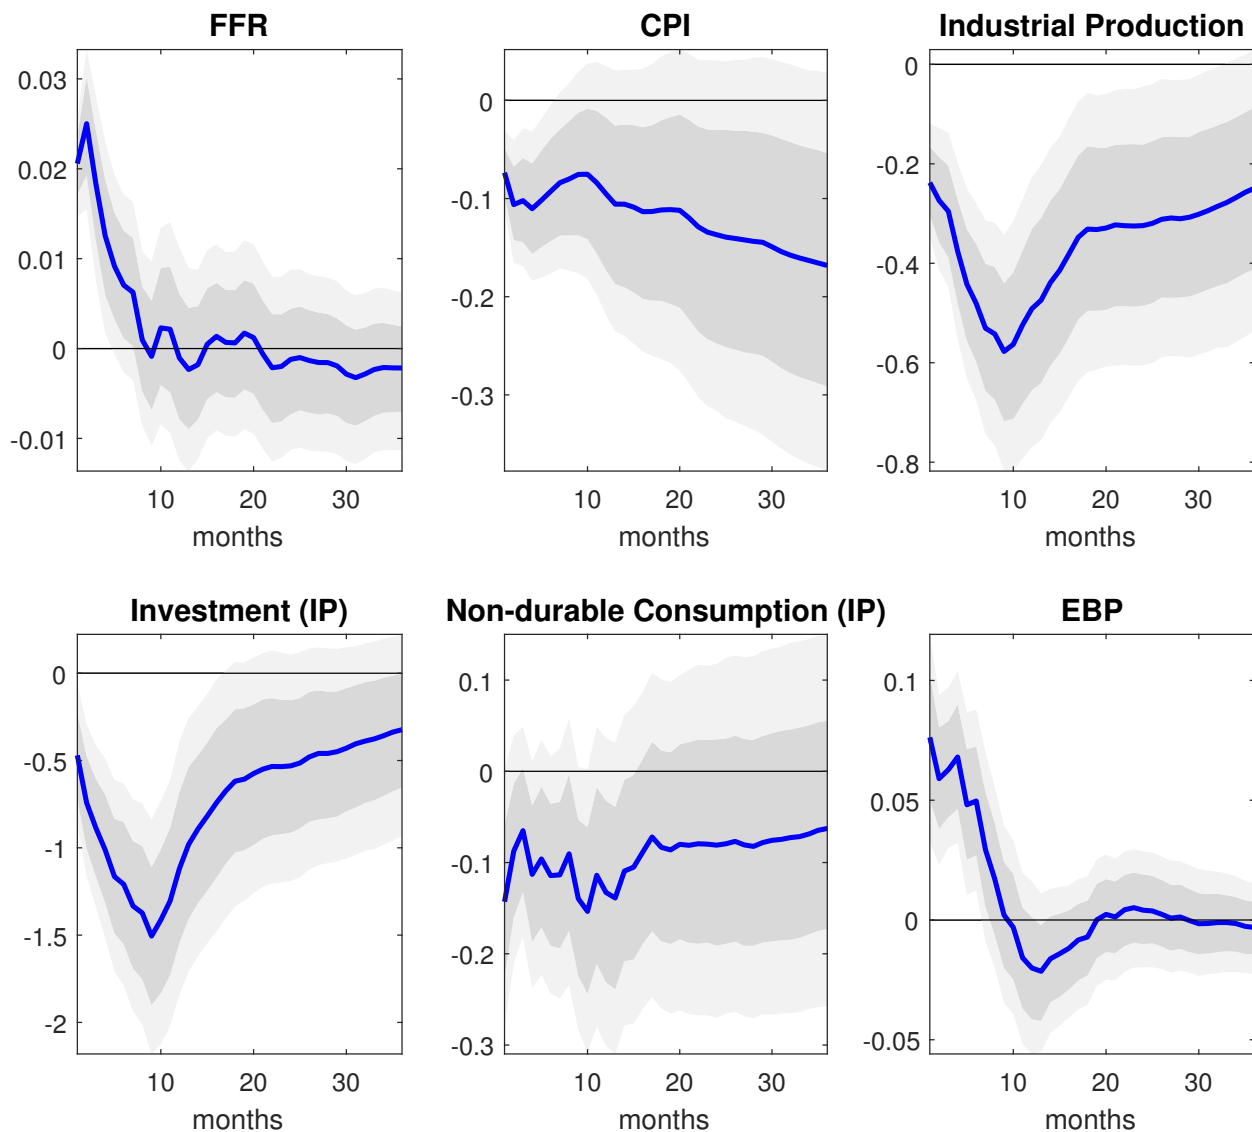 FFR
0.03
0.02
0.01
0
-0.01
10 20 30
months
CPI
0
-0.1
-0.2
-0.3
10 20 30
months
Industrial Production
0
-0.2
-0.4
-0.6
-0.8
10 20 30
months
Investment (IP)
0
-0.5
-1
-1.5
-2
10 20 30
months
Non-durable Consumption (IP)
0.1
0
-0.1
-0.2
-0.3
10 20 30
months
EBP
0.1
0.05
0
-0.05
10 20 30
months